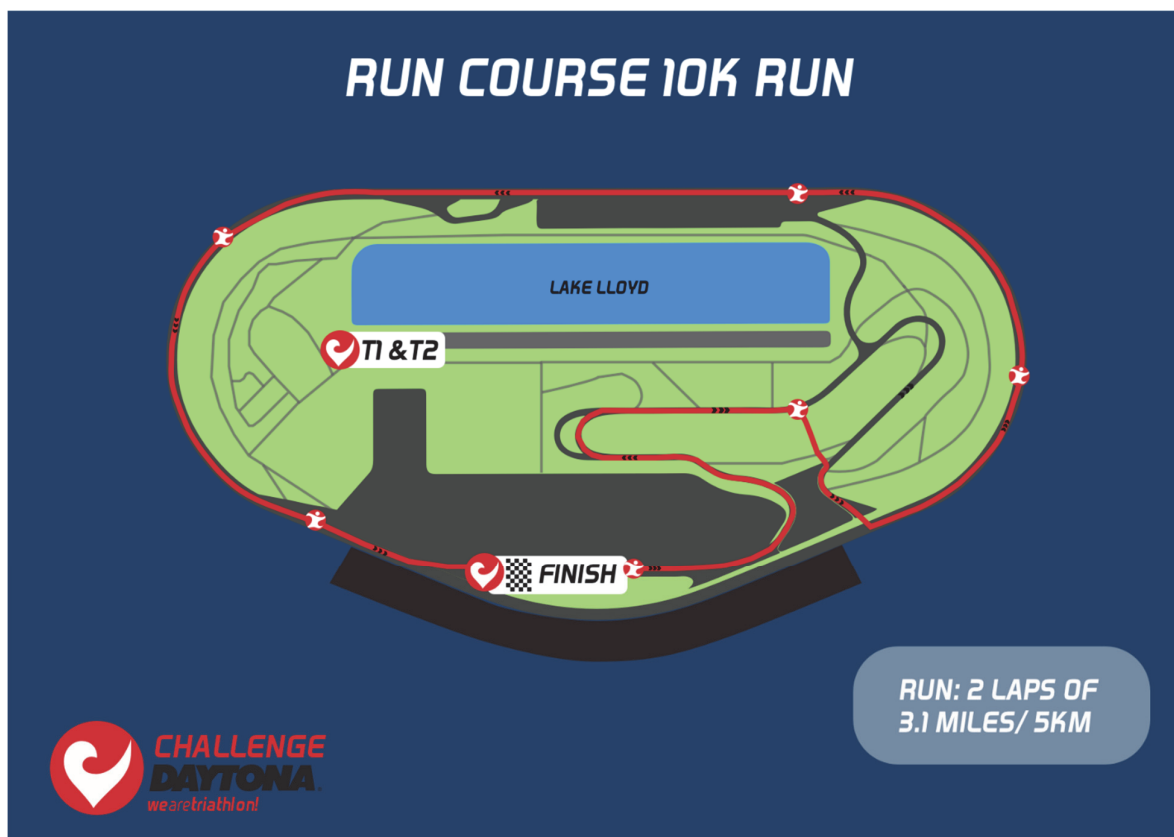 RUN COURSE 10K RUN
LAKE LLOYD
T1 & T2
FINISH
RUN: 2 LAPS OF
3.1 MILES/ 5KM
CHALLENGE
DAYTONA
wearetriathlon!